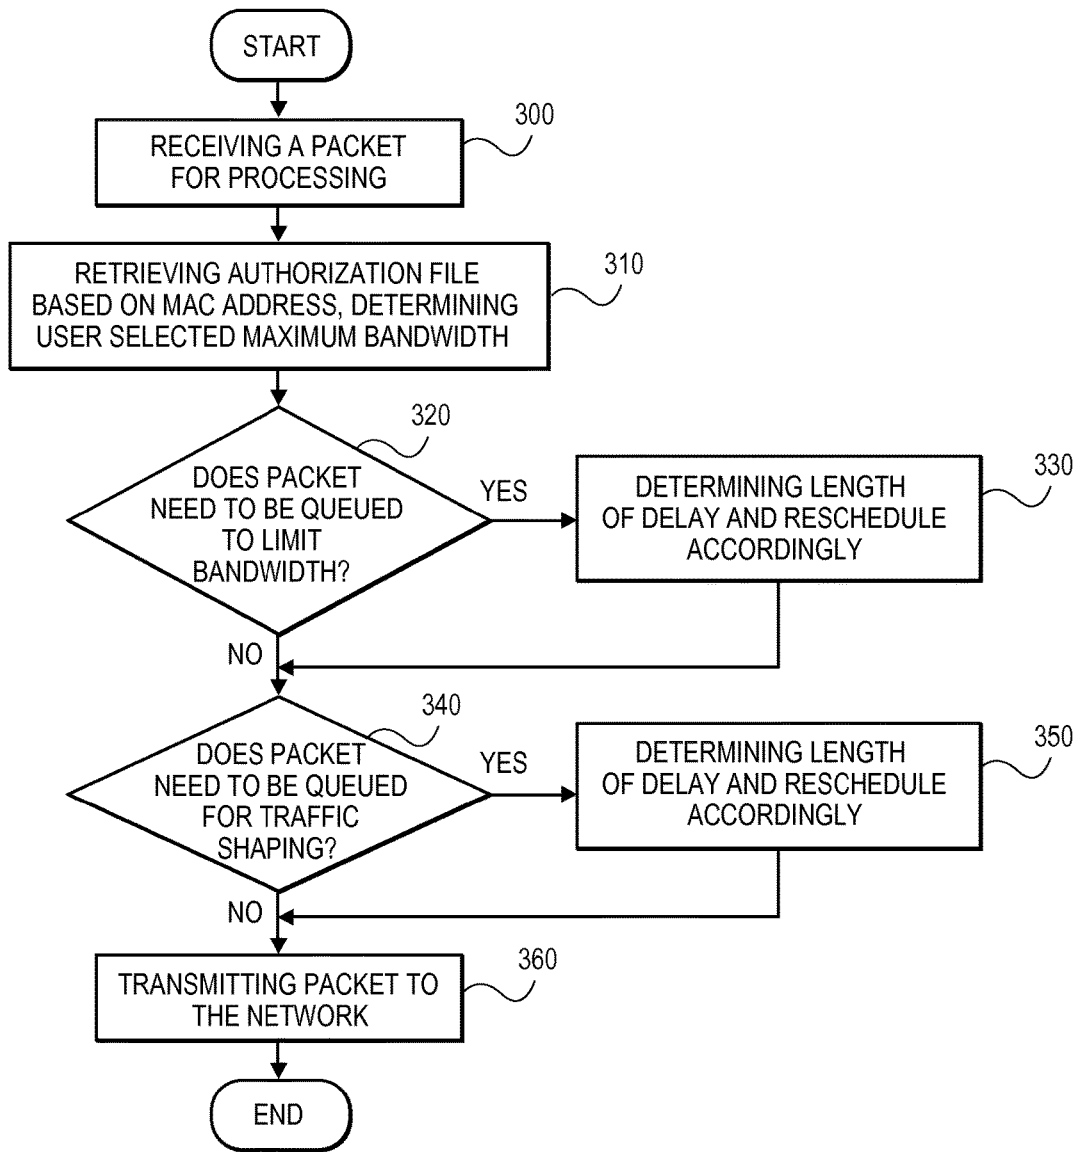 START
300
RECEIVING A PACKET
FOR PROCESSING
310
RETRIEVING AUTHORIZATION FILE
BASED ON MAC ADDRESS, DETERMINING
USER SELECTED MAXIMUM BANDWIDTH
320
DOES PACKET
NEED TO BE QUEUED
TO LIMIT
BANDWIDTH?
YES
330
DETERMINING LENGTH
OF DELAY AND RESCHEDULE
ACCORDINGLY
NO
340
DOES PACKET
NEED TO BE QUEUED
FOR TRAFFIC
SHAPING?
YES
350
DETERMINING LENGTH
OF DELAY AND RESCHEDULE
ACCORDINGLY
NO
360
TRANSMITTING PACKET TO
THE NETWORK
END